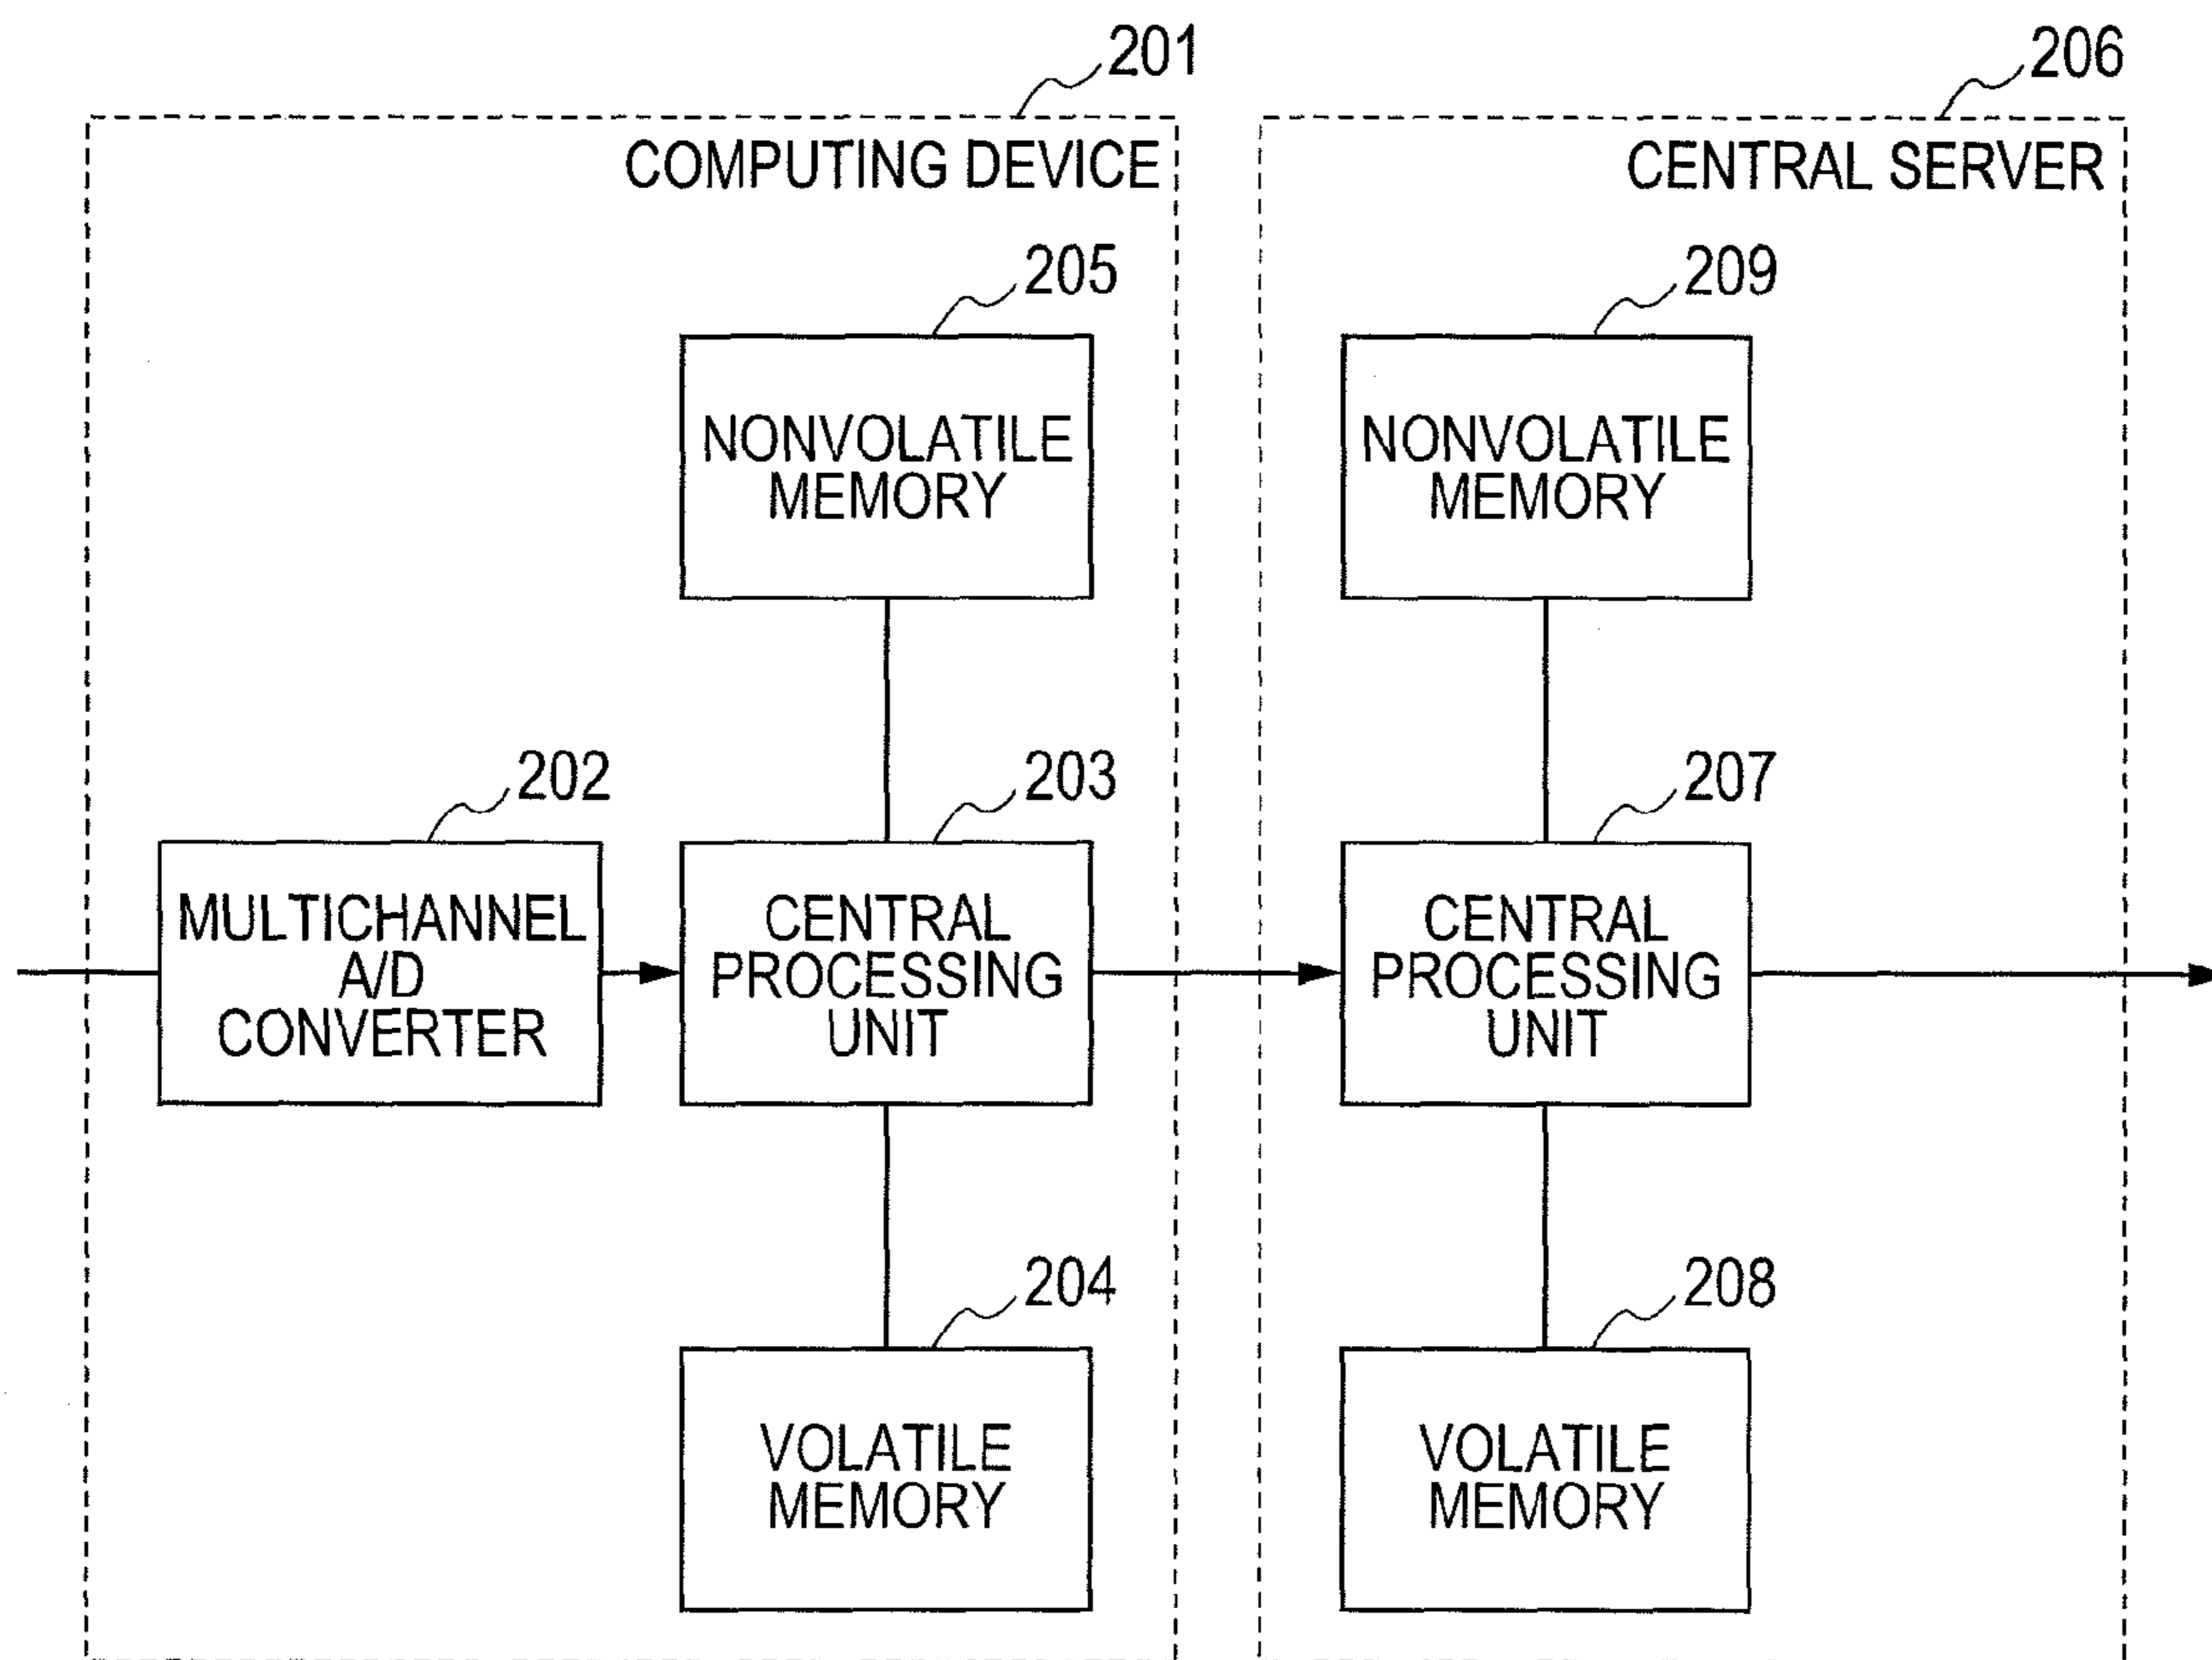 201
206
COMPUTING DEVICE
CENTRAL SERVER
205
209
NONVOLATILE
MEMORY
NONVOLATILE
MEMORY
202
203
207
MULTICHANNEL
A/D
CONVERTER
CENTRAL
PROCESSING
UNIT
CENTRAL
PROCESSING
UNIT
204
208
VOLATILE
MEMORY
VOLATILE
MEMORY